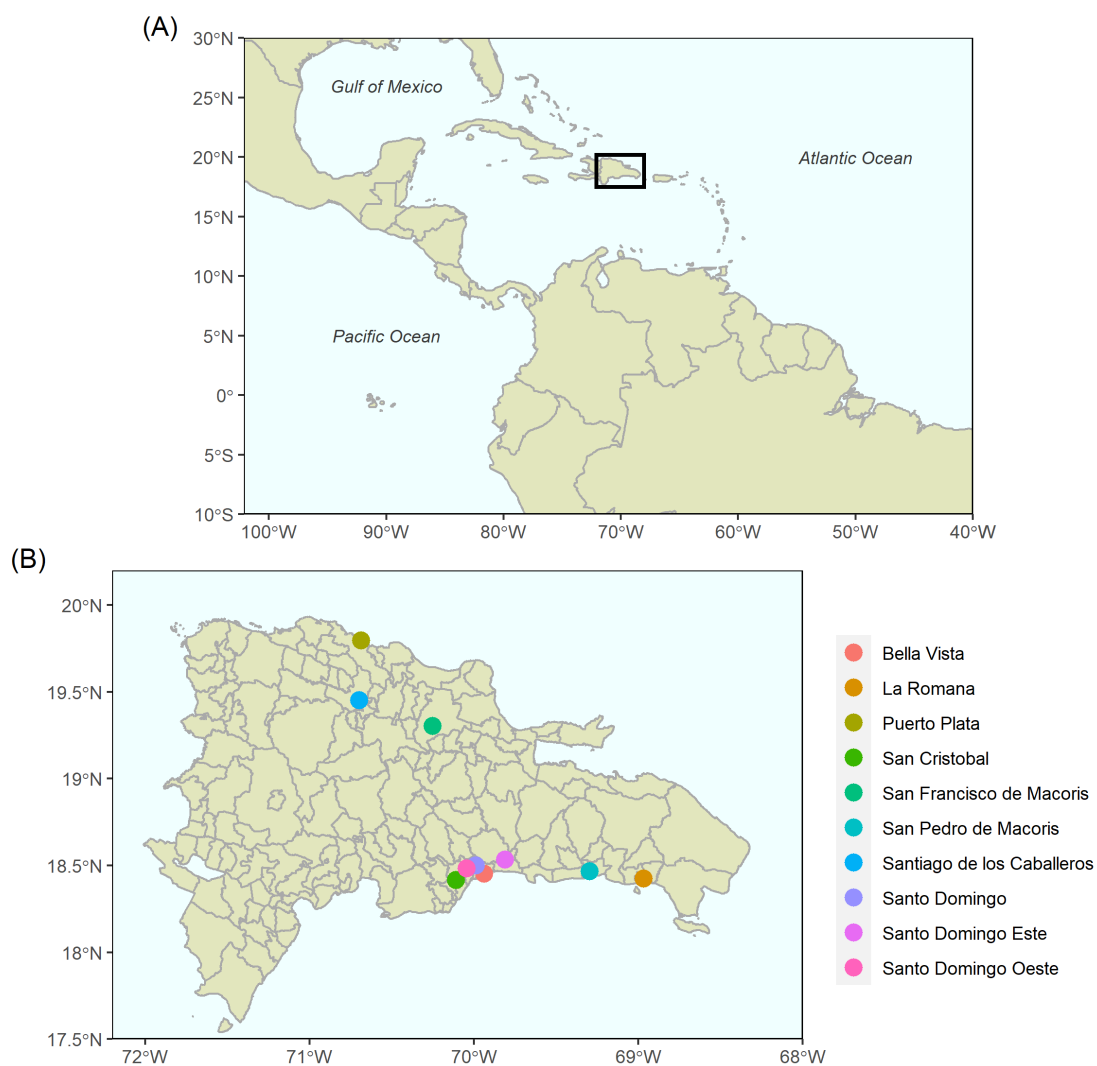 (A)
30°N
Gulf of Mexico
25°N
20°N
Atlantic Ocean
15°N
10°N
Pacific Ocean
5°N
0°
5°S
10°S
100°W 90°W 80°W 70°W 60°W 50°W 40°W
(B)
20°N
19.5°N
19°N
18.5°N
18°N
17.5°N
72°W 71°W 70°W 69°W 68°W
Bella Vista
La Romana
Puerto Plata
San Cristobal
San Francisco de Macoris
San Pedro de Macoris
Santiago de los Caballeros
Santo Domingo
Santo Domingo Este
Santo Domingo Oeste